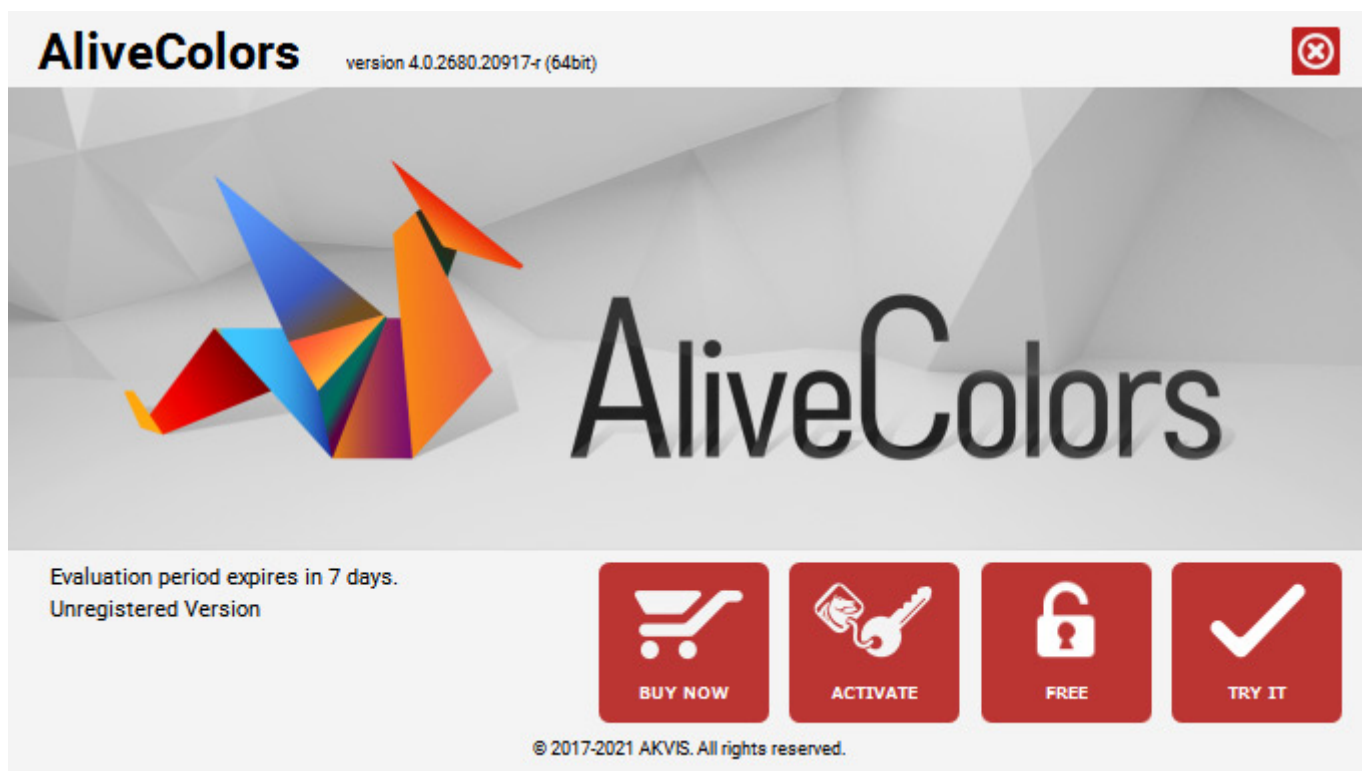 AliveColors version 4.0.2680.20917-r (64bit)
AliveColors
Evaluation period expires in 7 days.
Unregistered Version
BUY NOW ACTIVATE FREE TRY IT
© 2017-2021 AKVIS. All rights reserved.